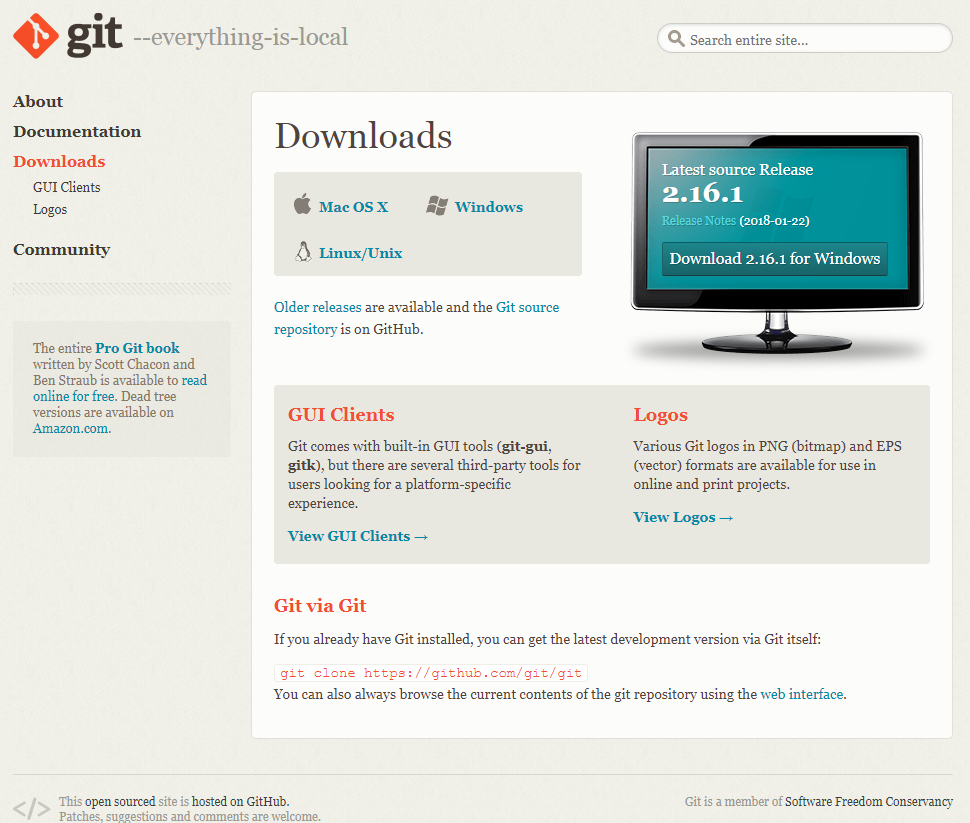 git --everything-is-local
Search entire site...
About
Documentation
Downloads
GUI Clients
Logos
Community
The entire Pro Git book
written by Scott Chacon and
Ben Straub is available to read
online for free. Dead tree
versions are available on
Amazon.com.
Downloads
Mac OS X
Windows
Linux/Unix
Older releases are available and the Git source
repository is on GitHub.
Latest source Release
2.16.1
Release Notes (2018-01-22)
Download 2.16.1 for Windows
GUI Clients
Git comes with built-in GUI tools (git-gui,
gitk), but there are several third-party tools for
users looking for a platform-specific
experience.
View GUI Clients →
Logos
Various Git logos in PNG (bitmap) and EPS
(vector) formats are available for use in
online and print projects.
View Logos →
Git via Git
If you already have Git installed, you can get the latest development version via Git itself:
git clone https://github.com/git/git
You can also always browse the current contents of the git repository using the web interface.
</>
This open sourced site is hosted on GitHub.
Patches, suggestions and comments are welcome.
Git is a member of Software Freedom Conservancy